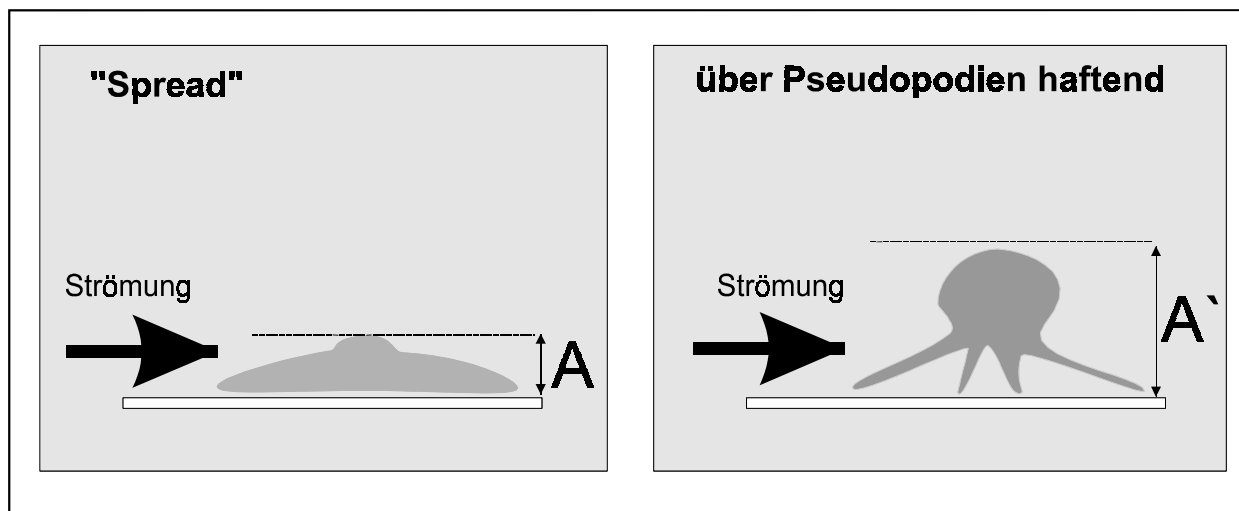 "Spread"
Strömung
A
über Pseudopodien haftend
Strömung
A`